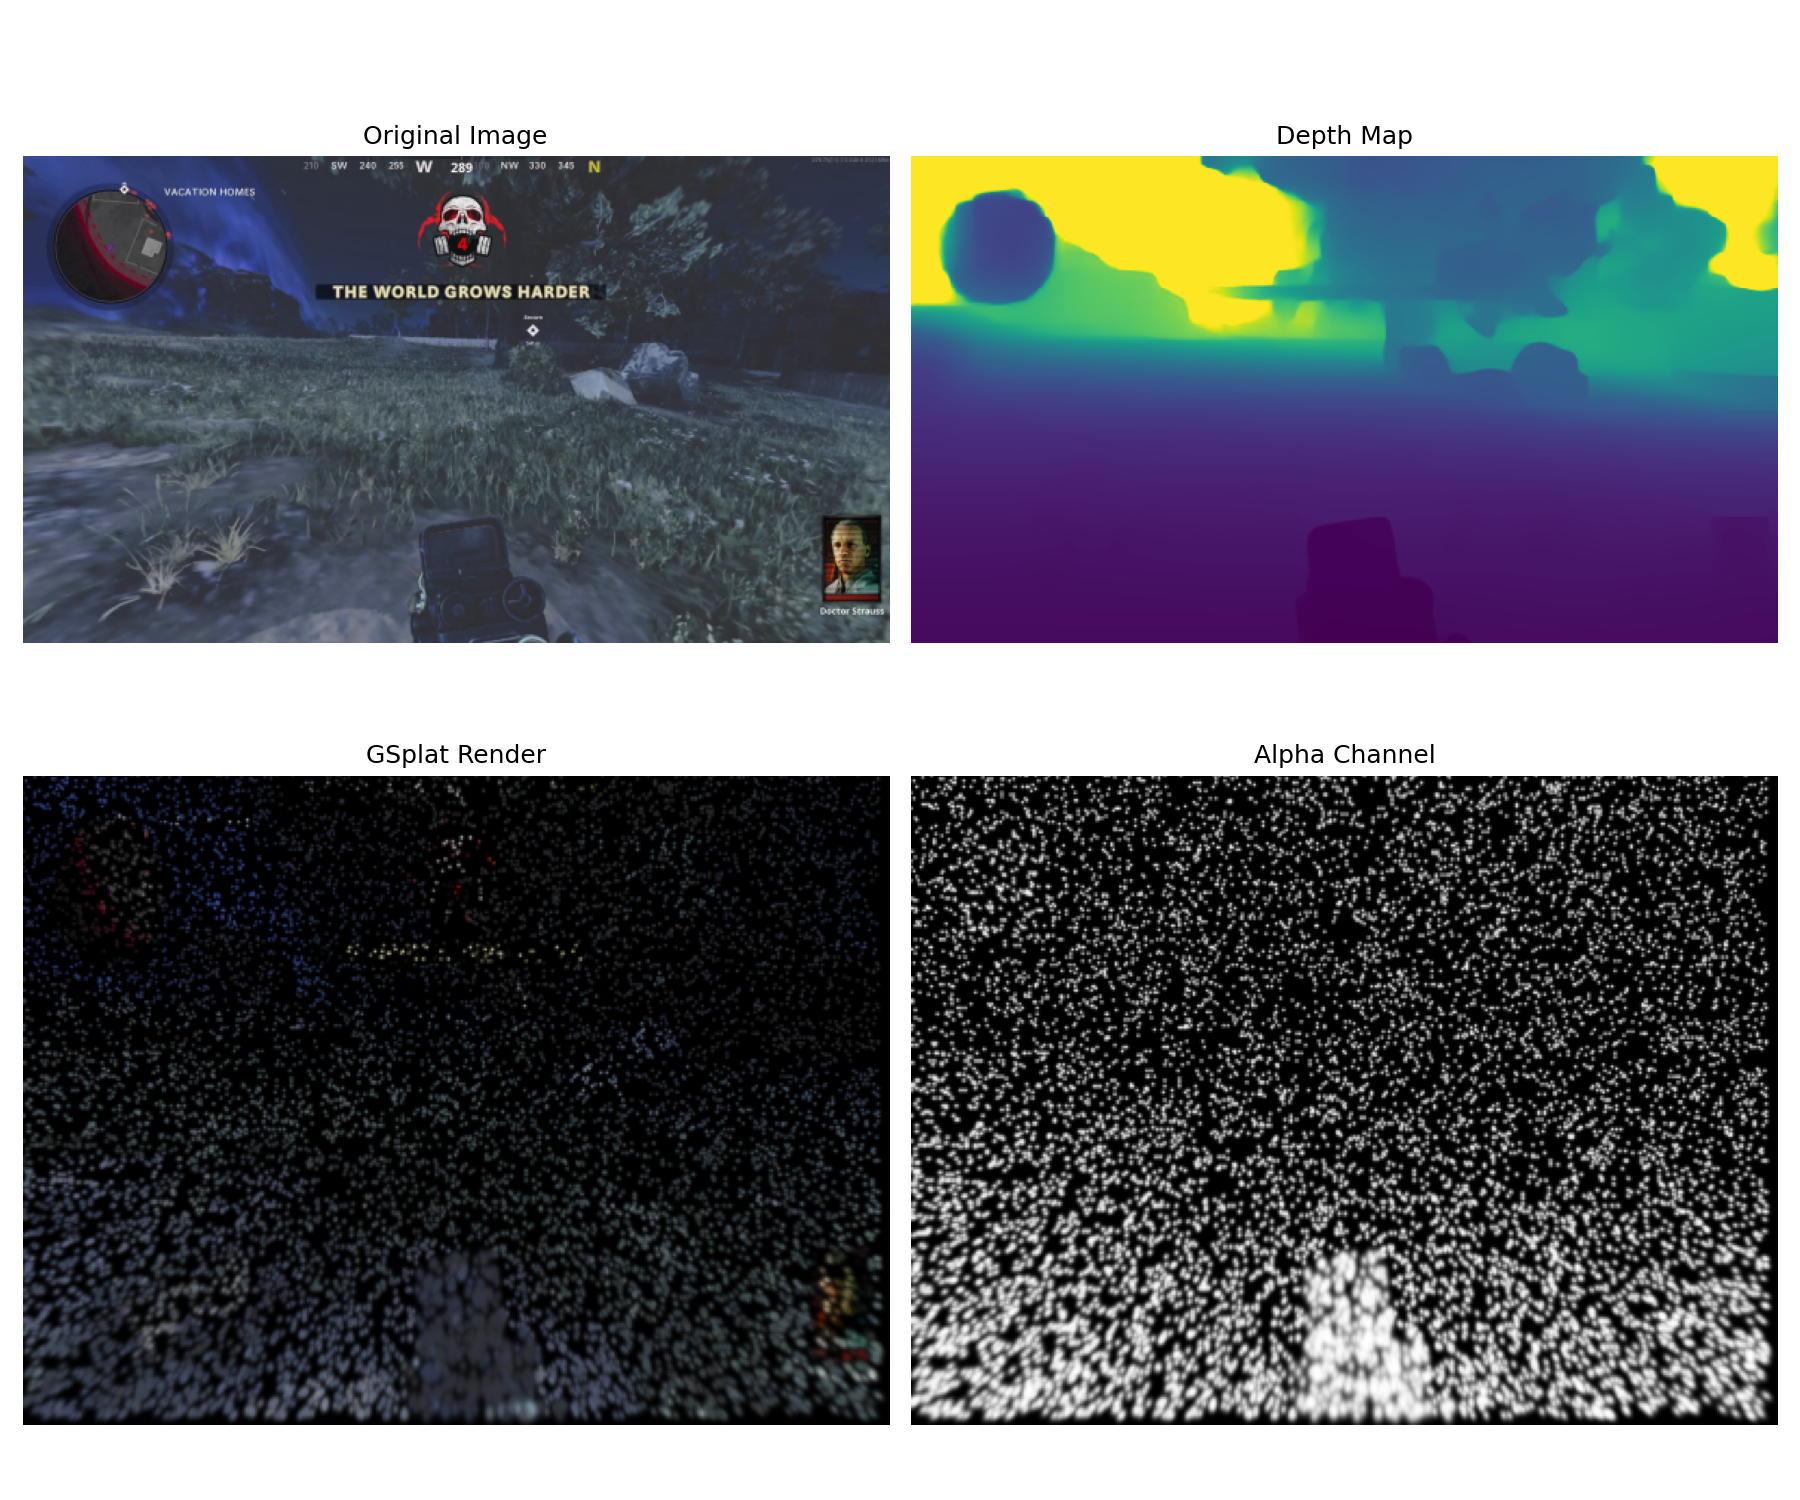 Original Image
Depth Map
210 SW 240 255 W 289 NW 330 345 N
VACATION HOMES
4
THE WORLD GROWS HARDER
Doctor Strauss
GSplat Render
Alpha Channel